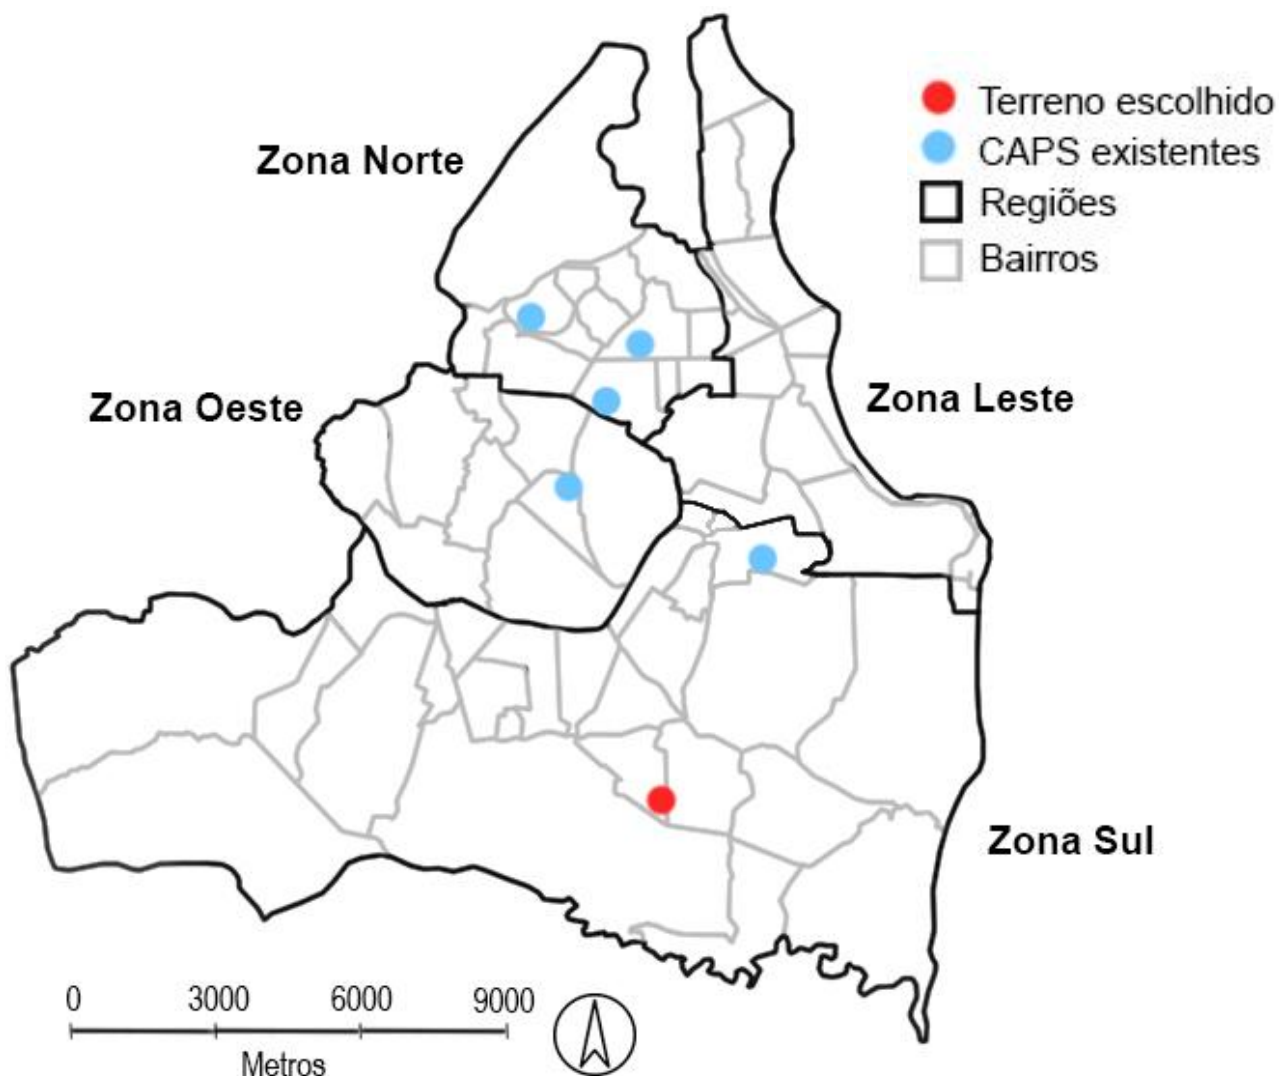 Terreno escolhido
CAPS existentes
Regiões
Bairros
Zona Norte
Zona Oeste
Zona Leste
Zona Sul
0 3000 6000 9000
Metros